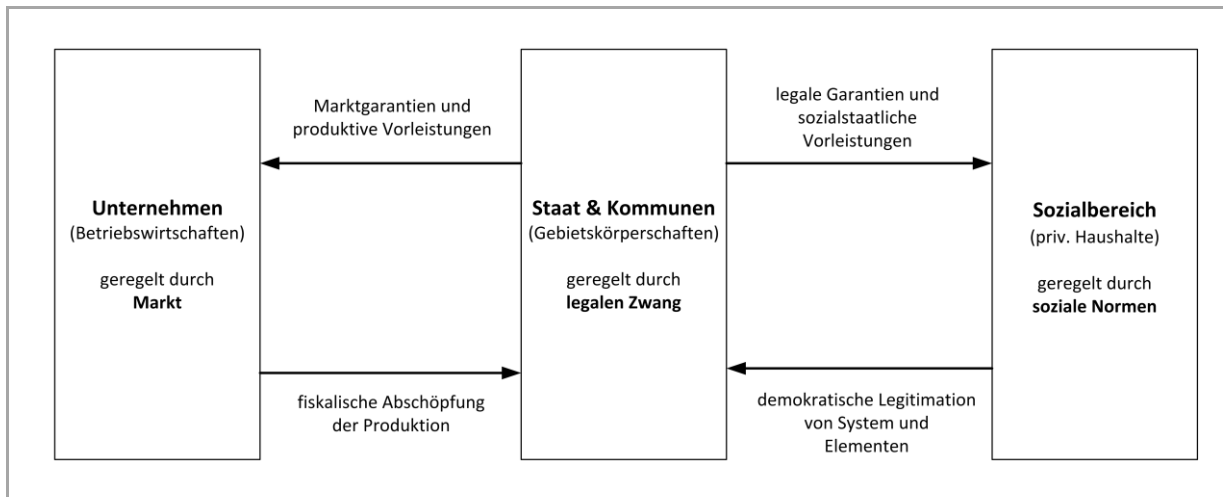 Unternehmen
(Betriebswirtschaften)
geregelt durch
Markt
Marktgarantien und
produktive Vorleistungen
fiskalische Abschöpfung
der Produktion
Staat & Kommunen
(Gebietskörperschaften)
geregelt durch
legalen Zwang
legale Garantien und
sozialstaatliche
Vorleistungen
demokratische Legitimation
von System und
Elementen
Sozialbereich
(priv. Haushalte)
geregelt durch
soziale Normen